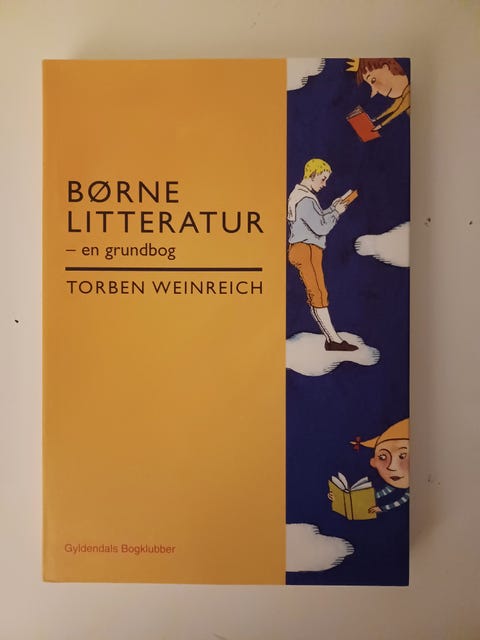 BØRNE
LITTERATUR
– en grundbog
TORBEN WEINREICH
Gyldendals Bogklubber